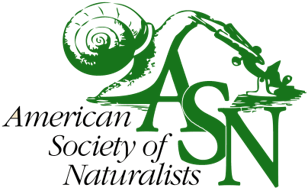 ASN
American
Society of
Naturalists